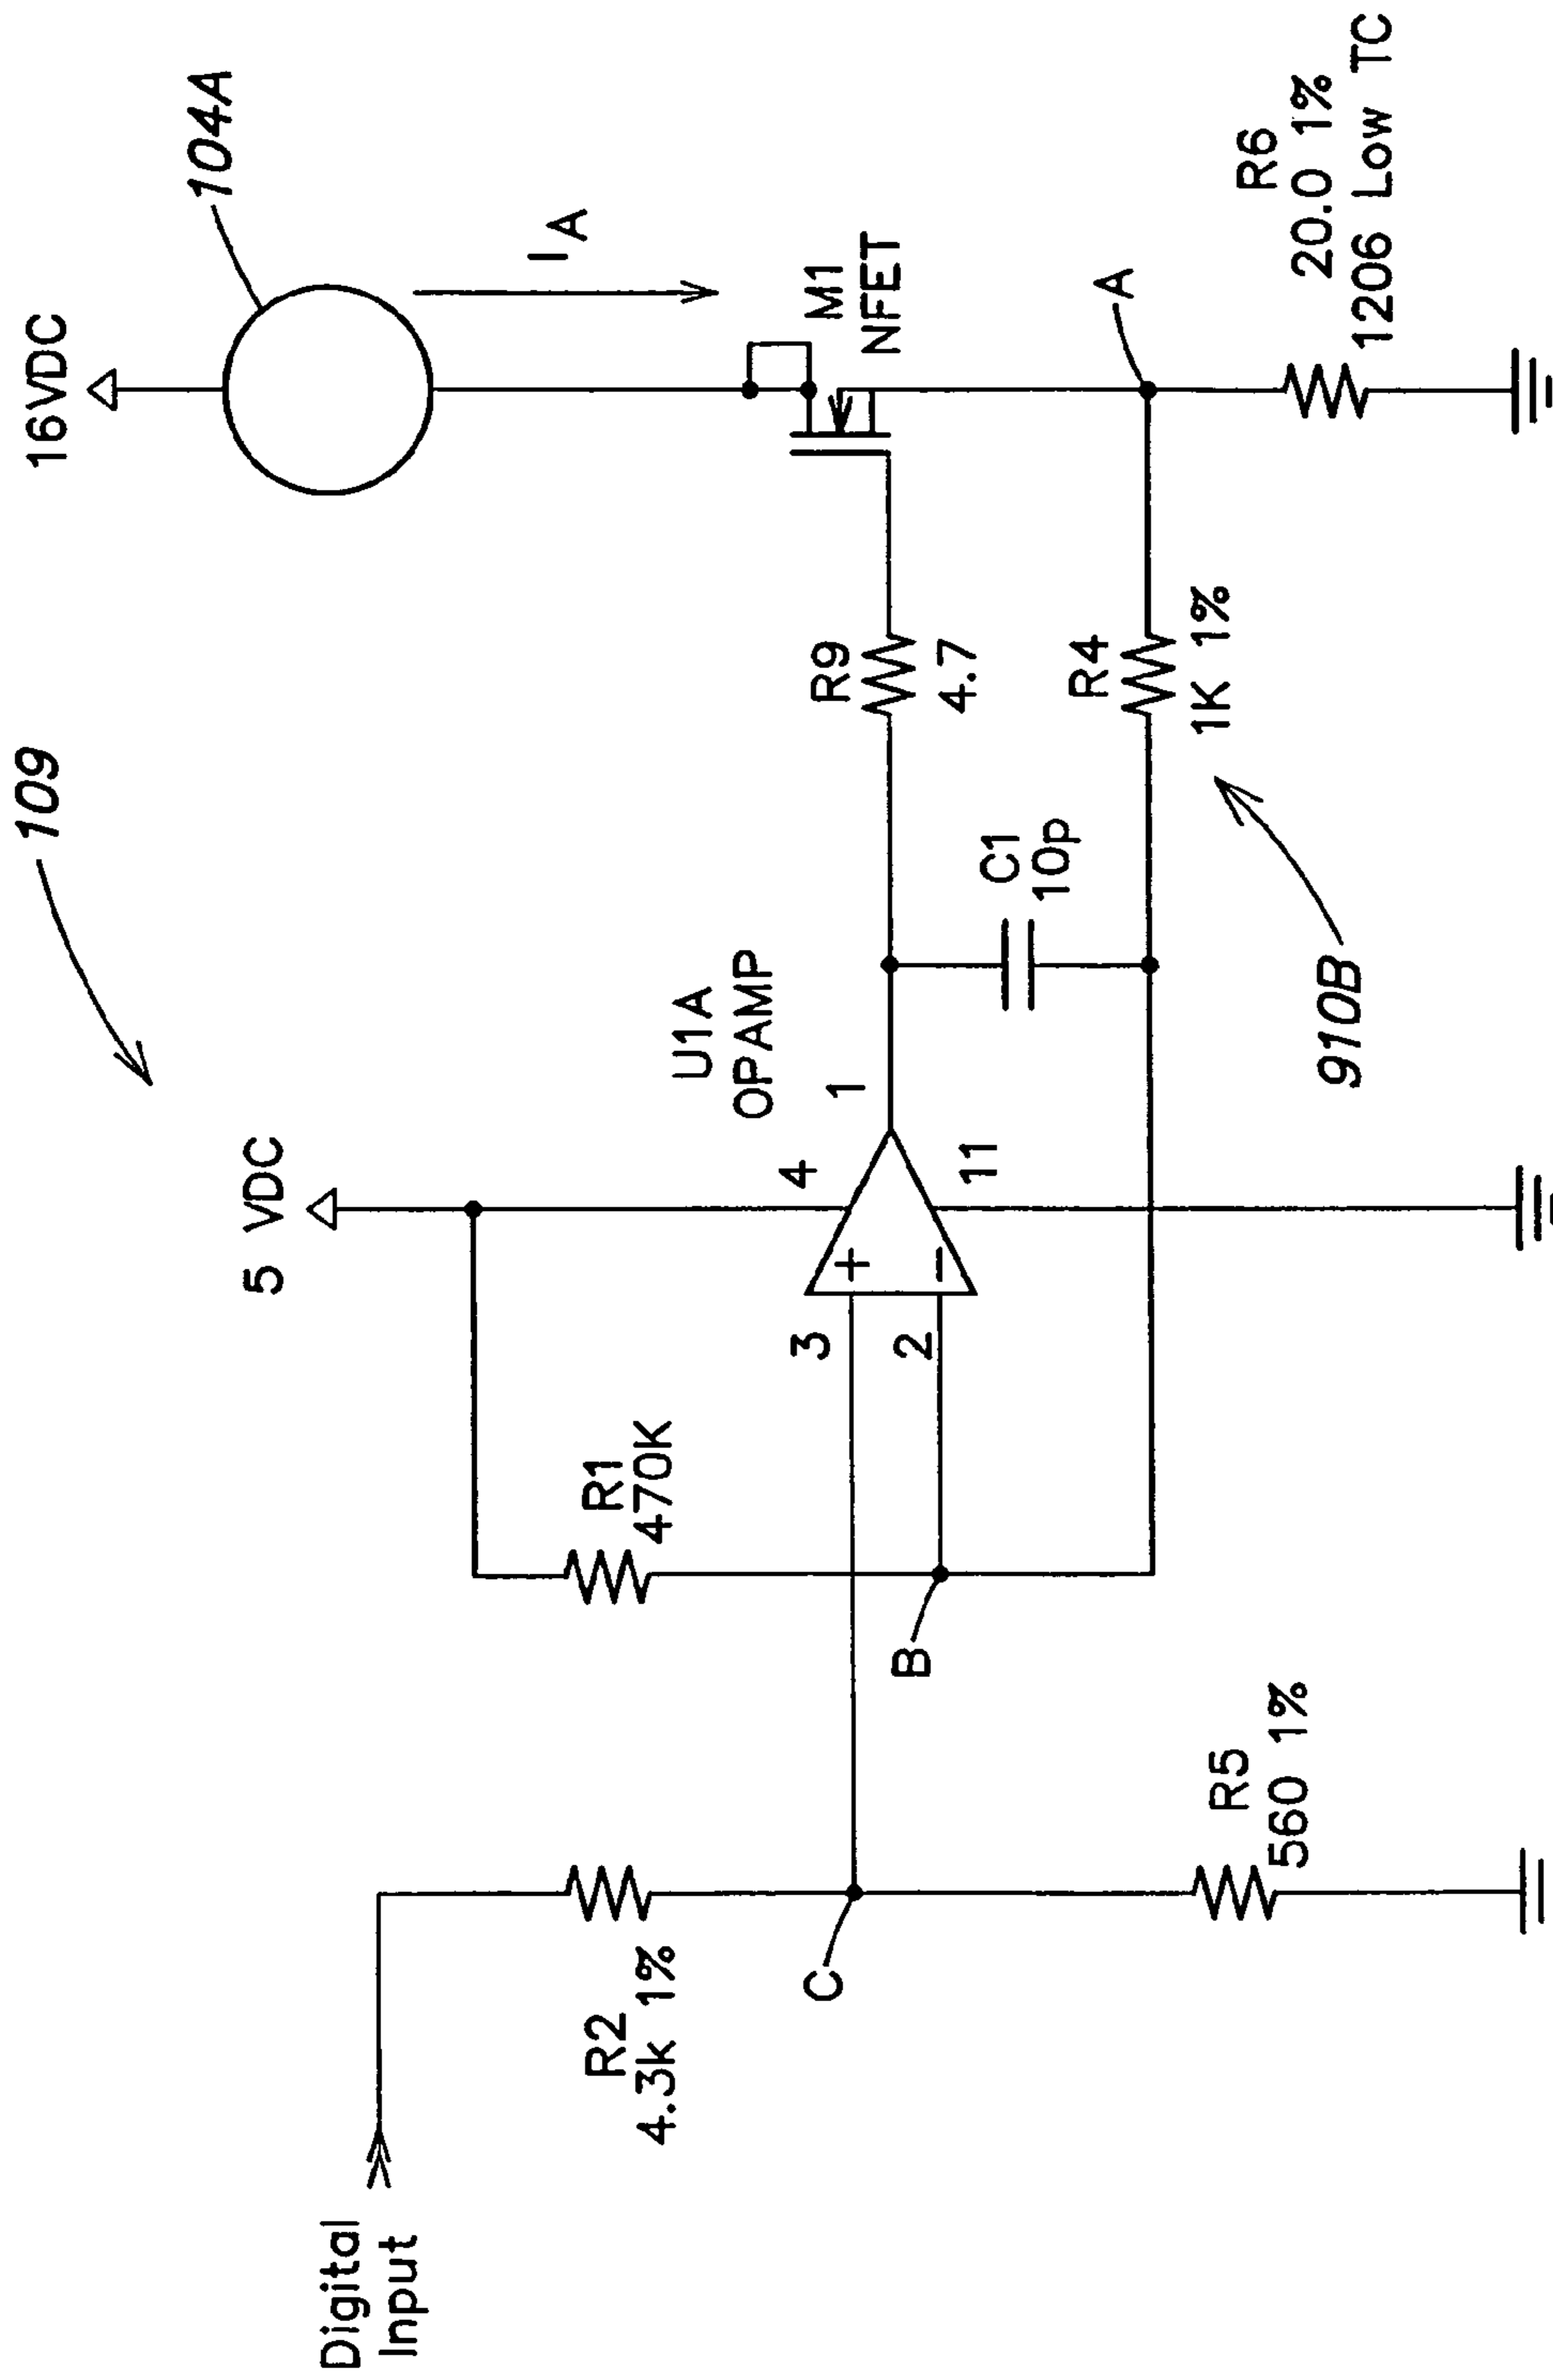 109
16VDC
104A
5 VDC
I A
U1A
OPAMP
M1
NFET
Digital
Input
R2
4.3k 1%
R1
470K
3
4
1
R9
4.7
2
11
C1
10p
R4
1K 1%
A
C
B
R5
560 1%
910B
R6
20.0 1%
1206 Low TC